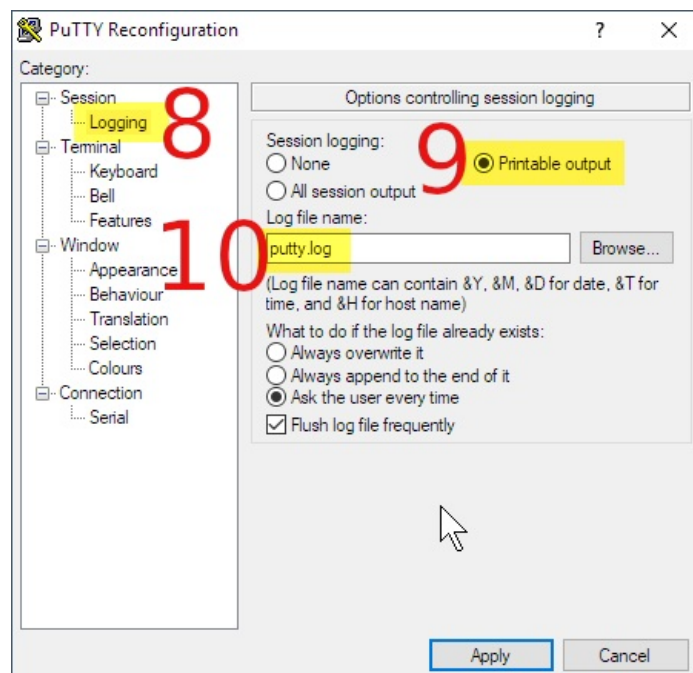 PuTTY Reconfiguration ? ×
Category:
Session
Logging
Terminal
Keyboard
Bell
Features
Window
Appearance
Behaviour
Translation
Selection
Colours
Connection
Serial
8
Options controlling session logging
Session logging:
None
9
Printable output
All session output
Log file name:
10
putty.log
Browse...
(Log file name can contain &Y, &M, &D for date, &T for
time, and &H for host name)
What to do if the log file already exists:
Always overwrite it
Always append to the end of it
Ask the user every time
Flush log file frequently
Apply Cancel